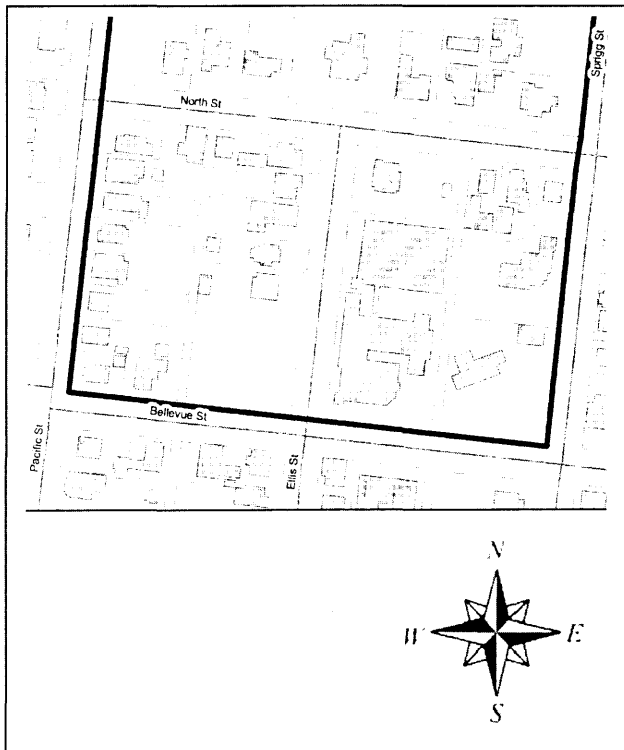 Sprigg St
North St
Bellevue St
Pacific St
Ellis St
N
W
E
S